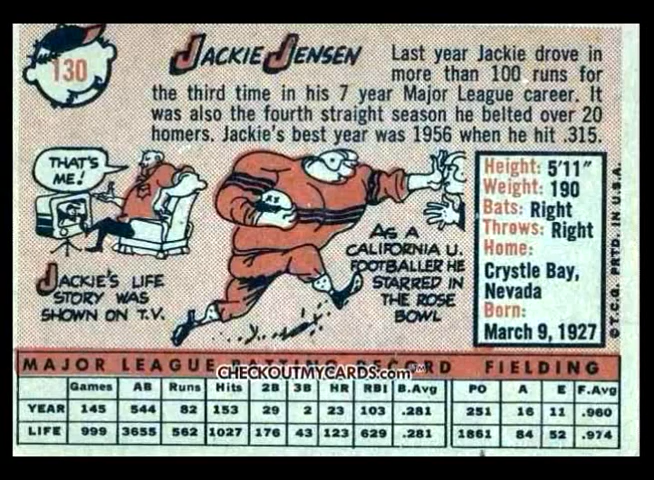 130
JACKIE JENSEN
Last year Jackie drove in
more than 100 runs for
the third time in his 7 year Major League career. It
was also the fourth straight season he belted over 20
homers. Jackie's best year was 1956 when he hit .315.
THAT'S
ME!
JACKIE'S LIFE
STORY WAS
SHOWN ON T.V.
AS A
CALIFORNIA U.
FOOTBALLER HE
STARRED IN
THE ROSE
BOWL
Height: 5'11"
Weight: 190
Bats: Right
Throws: Right
Home:
Crystle Bay,
Nevada
Born:
March 9, 1927
© T.C.G. PRTD. IN U.S.A.
MAJOR LEAGUE BATTING RECORD FIELDING
CHECKOUTMYCARDS.COM™
Games AB Runs Hits 2B 3B HR RBI B.Avg PO A E F.Avg
YEAR 145 544 82 153 29 2 23 103 .281 251 16 11 .960
LIFE 999 3655 562 1027 176 43 123 629 .281 1861 84 52 .974